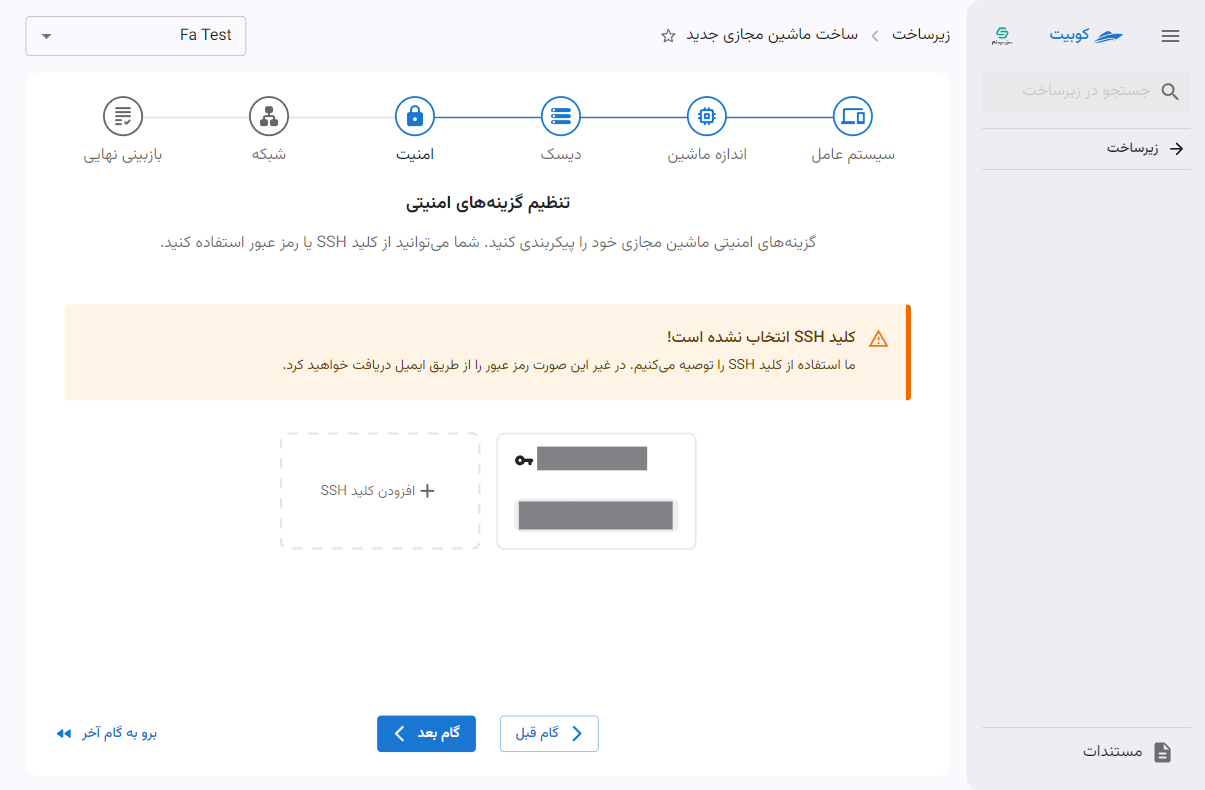 کوبیت
زیرساخت
ساخت ماشین مجازی جدید
Fa Test
جستجو در زیرساخت
زیرساخت
سیستم عامل
اندازه ماشین
دیسک
امنیت
شبکه
بازبینی نهایی
تنظیم گزینه‌های امنیتی
گزینه‌های امنیتی ماشین مجازی خود را پیکربندی کنید. شما می‌توانید از کلید SSH یا رمز عبور استفاده کنید.
کلید SSH انتخاب نشده است!
ما استفاده از کلید SSH را توصیه می‌کنیم. در غیر این صورت رمز عبور را از طریق ایمیل دریافت خواهید کرد.
افزودن کلید SSH
گام قبل
گام بعد
برو به گام آخر
مستندات